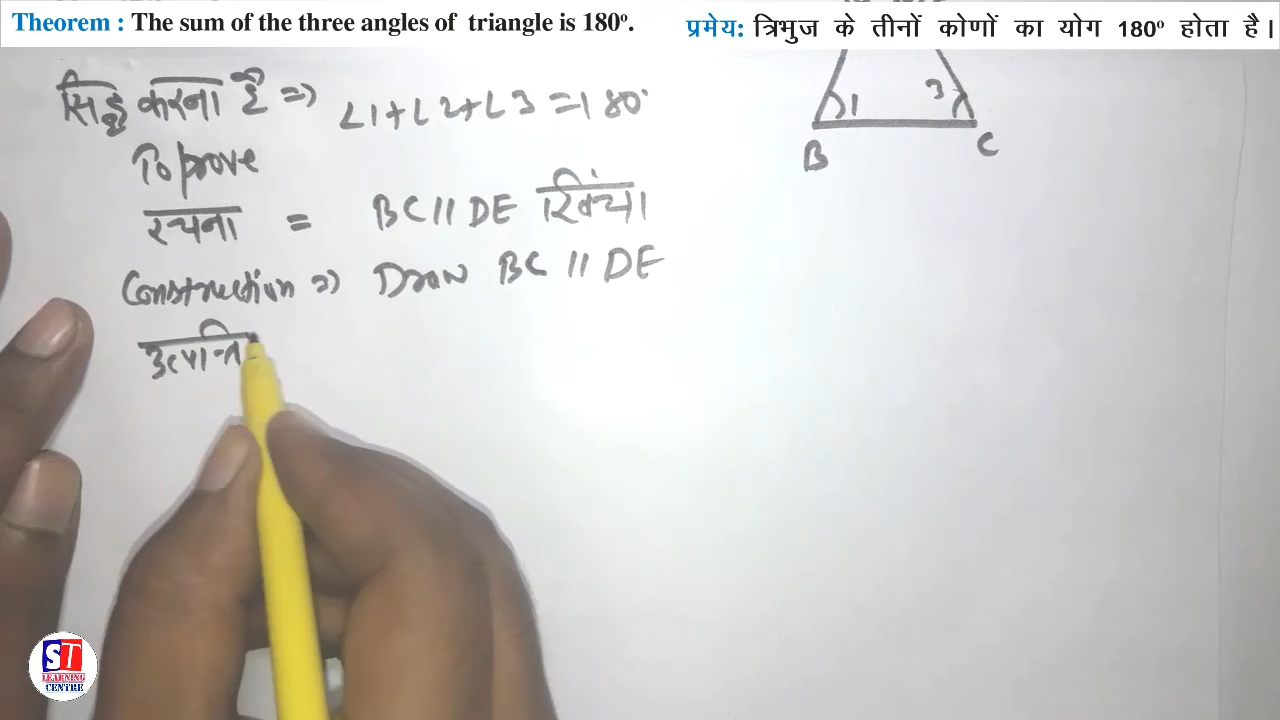 Theorem : The sum of the three angles of triangle is 180º.
प्रमेय: त्रिभुज के तीनों कोणों का योग 180º होता है।
सिद्ध करना है => ∠1+∠2+∠3 = 180°
To prove
रचना = BC || DE खिंचा
Construction => Draw BC || DE
1 3
B C
ST
LEARNING
CENTRE